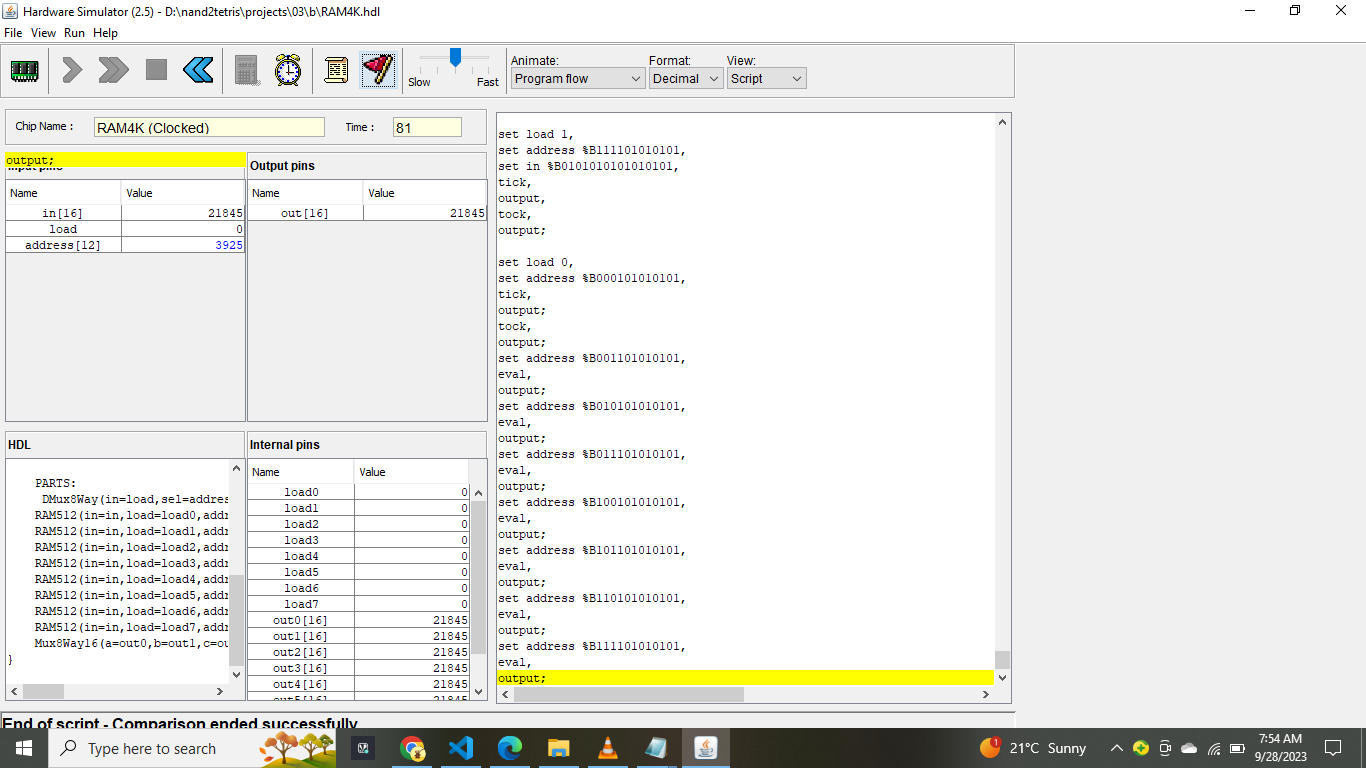 Hardware Simulator (2.5) - D:\nand2tetris\projects\03\b\RAM4K.hdl
File View Run Help
Slow Fast
Animate: Format: View:
Program flow Decimal Script
Chip Name : RAM4K (Clocked) Time : 81
output;
Input pins Output pins
Name Value Name Value
in[16] 21845 out[16] 21845
load 0
address[12] 3925
HDL
PARTS:
DMux8Way(in=load,sel=addres
RAM512(in=in,load=load0,addr
RAM512(in=in,load=load1,addr
RAM512(in=in,load=load2,addr
RAM512(in=in,load=load3,addr
RAM512(in=in,load=load4,addr
RAM512(in=in,load=load5,addr
RAM512(in=in,load=load6,addr
RAM512(in=in,load=load7,addr
Mux8Way16(a=out0,b=out1,c=ou
}
Internal pins
Name Value
load0 0
load1 0
load2 0
load3 0
load4 0
load5 0
load6 0
load7 0
out0[16] 21845
out1[16] 21845
out2[16] 21845
out3[16] 21845
out4[16] 21845
out5[16] 21845
set load 1,
set address %B111101010101,
set in %B0101010101010101,
tick,
output,
tock,
output;
set load 0,
set address %B000101010101,
tick,
output;
tock,
output;
set address %B001101010101,
eval,
output;
set address %B010101010101,
eval,
output;
set address %B011101010101,
eval,
output;
set address %B100101010101,
eval,
output;
set address %B101101010101,
eval,
output;
set address %B110101010101,
eval,
output;
set address %B111101010101,
eval,
output;
End of script - Comparison ended successfully
Type here to search
1
21°C Sunny
7:54 AM
9/28/2023